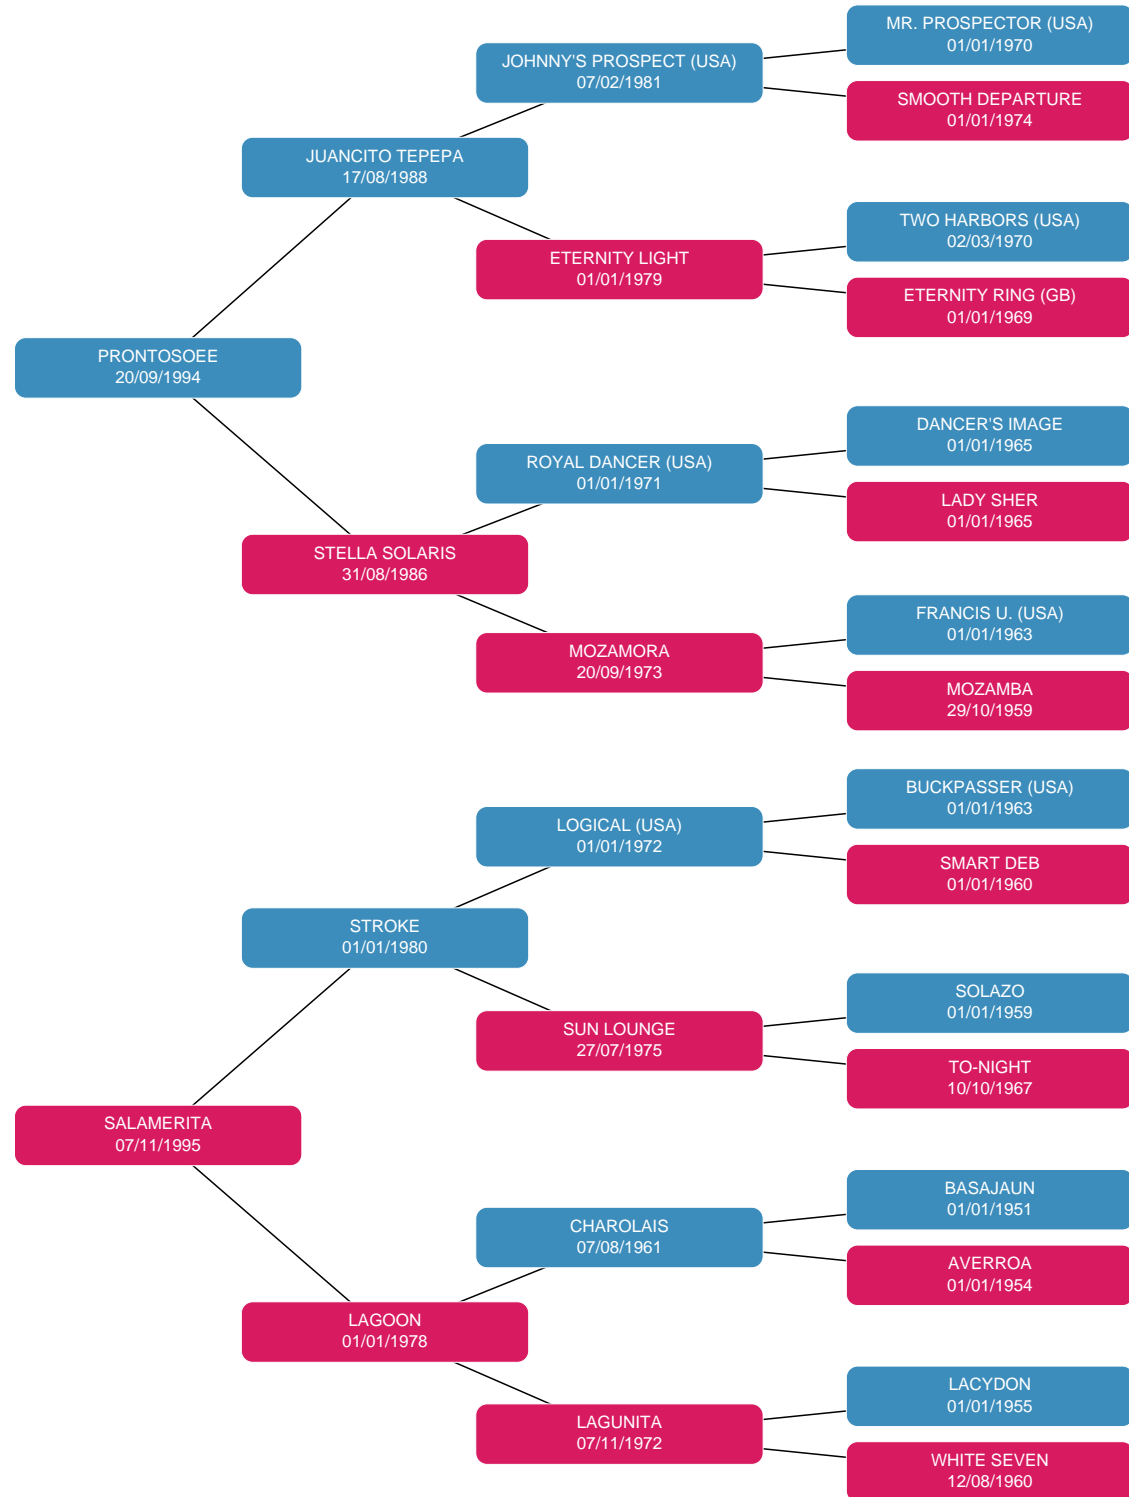 MR. PROSPECTOR (USA)
01/01/1970
JOHNNY'S PROSPECT (USA)
07/02/1981
SMOOTH DEPARTURE
01/01/1974
JUANCITO TEPEPA
17/08/1988
TWO HARBORS (USA)
02/03/1970
ETERNITY LIGHT
01/01/1979
ETERNITY RING (GB)
01/01/1969
PRONTOSOEE
20/09/1994
DANCER'S IMAGE
01/01/1965
ROYAL DANCER (USA)
01/01/1971
LADY SHER
01/01/1965
STELLA SOLARIS
31/08/1986
FRANCIS U. (USA)
01/01/1963
MOZAMORA
20/09/1973
MOZAMBA
29/10/1959
BUCKPASSER (USA)
01/01/1963
LOGICAL (USA)
01/01/1972
SMART DEB
01/01/1960
STROKE
01/01/1980
SOLAZO
01/01/1959
SUN LOUNGE
27/07/1975
TO-NIGHT
10/10/1967
SALAMERITA
07/11/1995
BASAJAUN
01/01/1951
CHAROLAIS
07/08/1961
AVERROA
01/01/1954
LAGOON
01/01/1978
LACYDON
01/01/1955
LAGUNITA
07/11/1972
WHITE SEVEN
12/08/1960